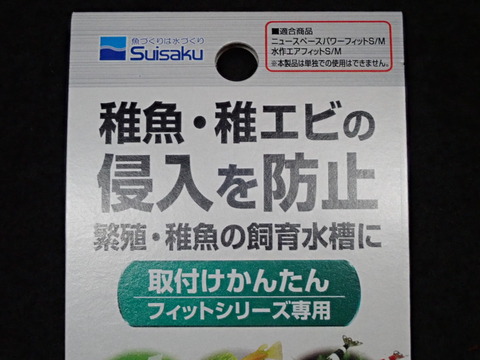 魚づくりは水づくり
Suisaku
■適合商品
ニュースペースパワーフィットS/M
水作エアフィットS/M
※本製品は単独での使用はできません。
稚魚・稚エビの
侵入を防止
繁殖・稚魚の飼育水槽に
取付けかんたん
フィットシリーズ専用